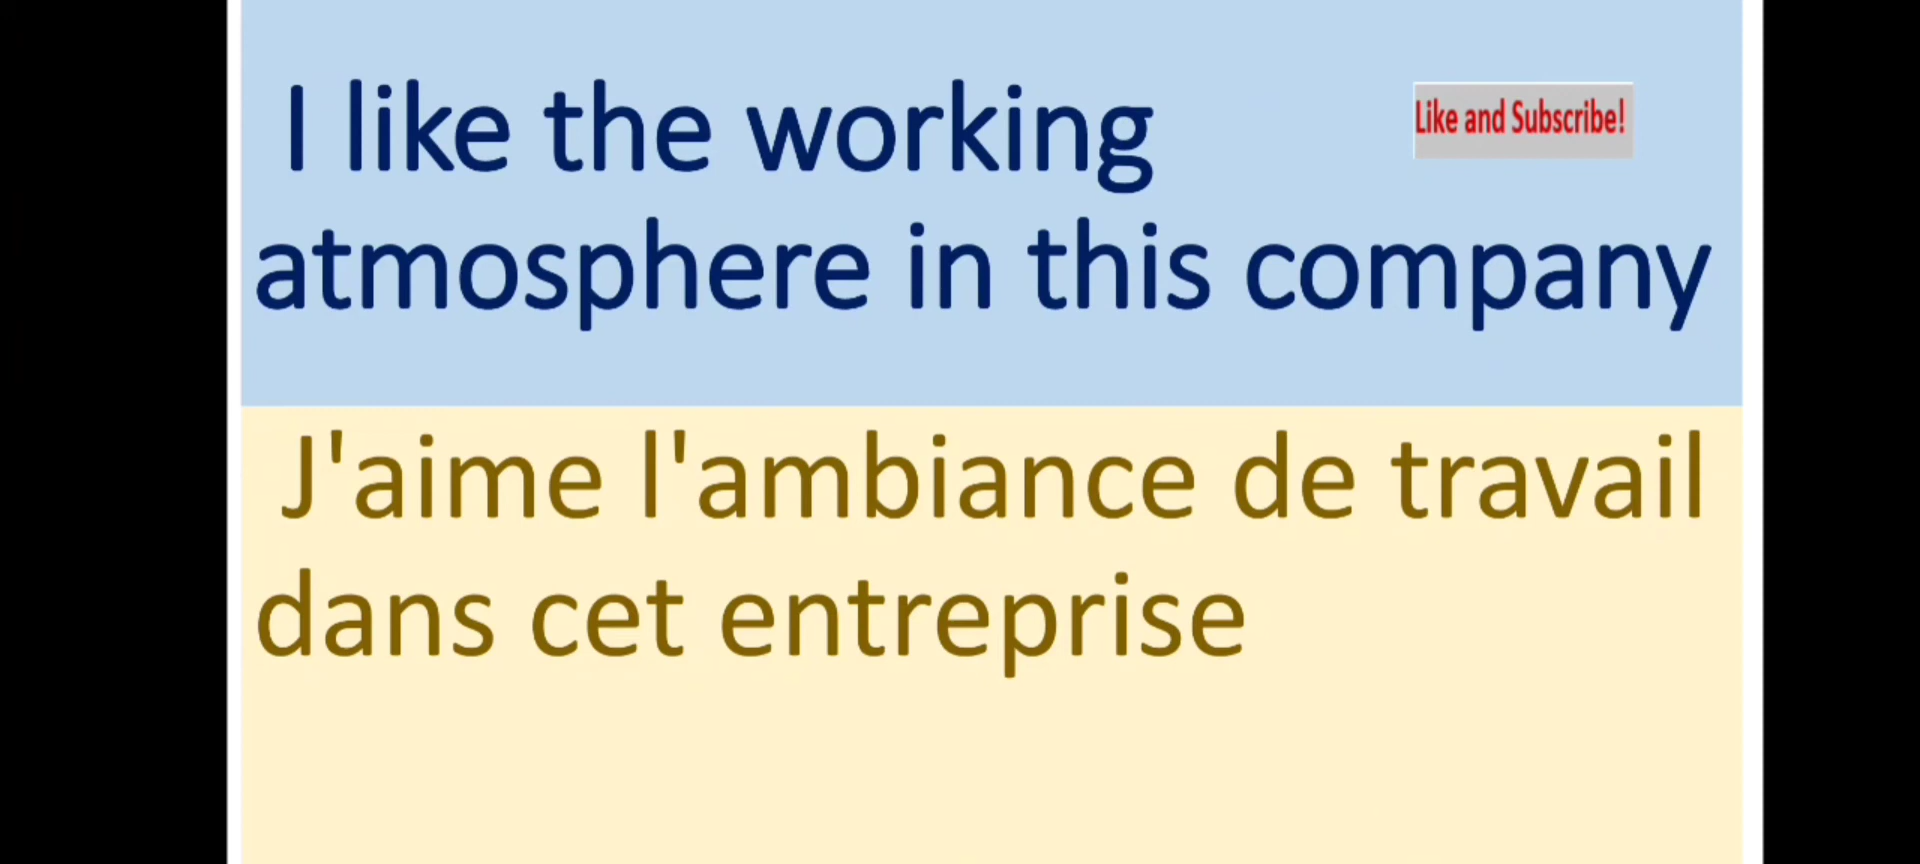 I like the working
Like and Subscribe!
atmosphere in this company
J'aime l'ambiance de travail
dans cet entreprise